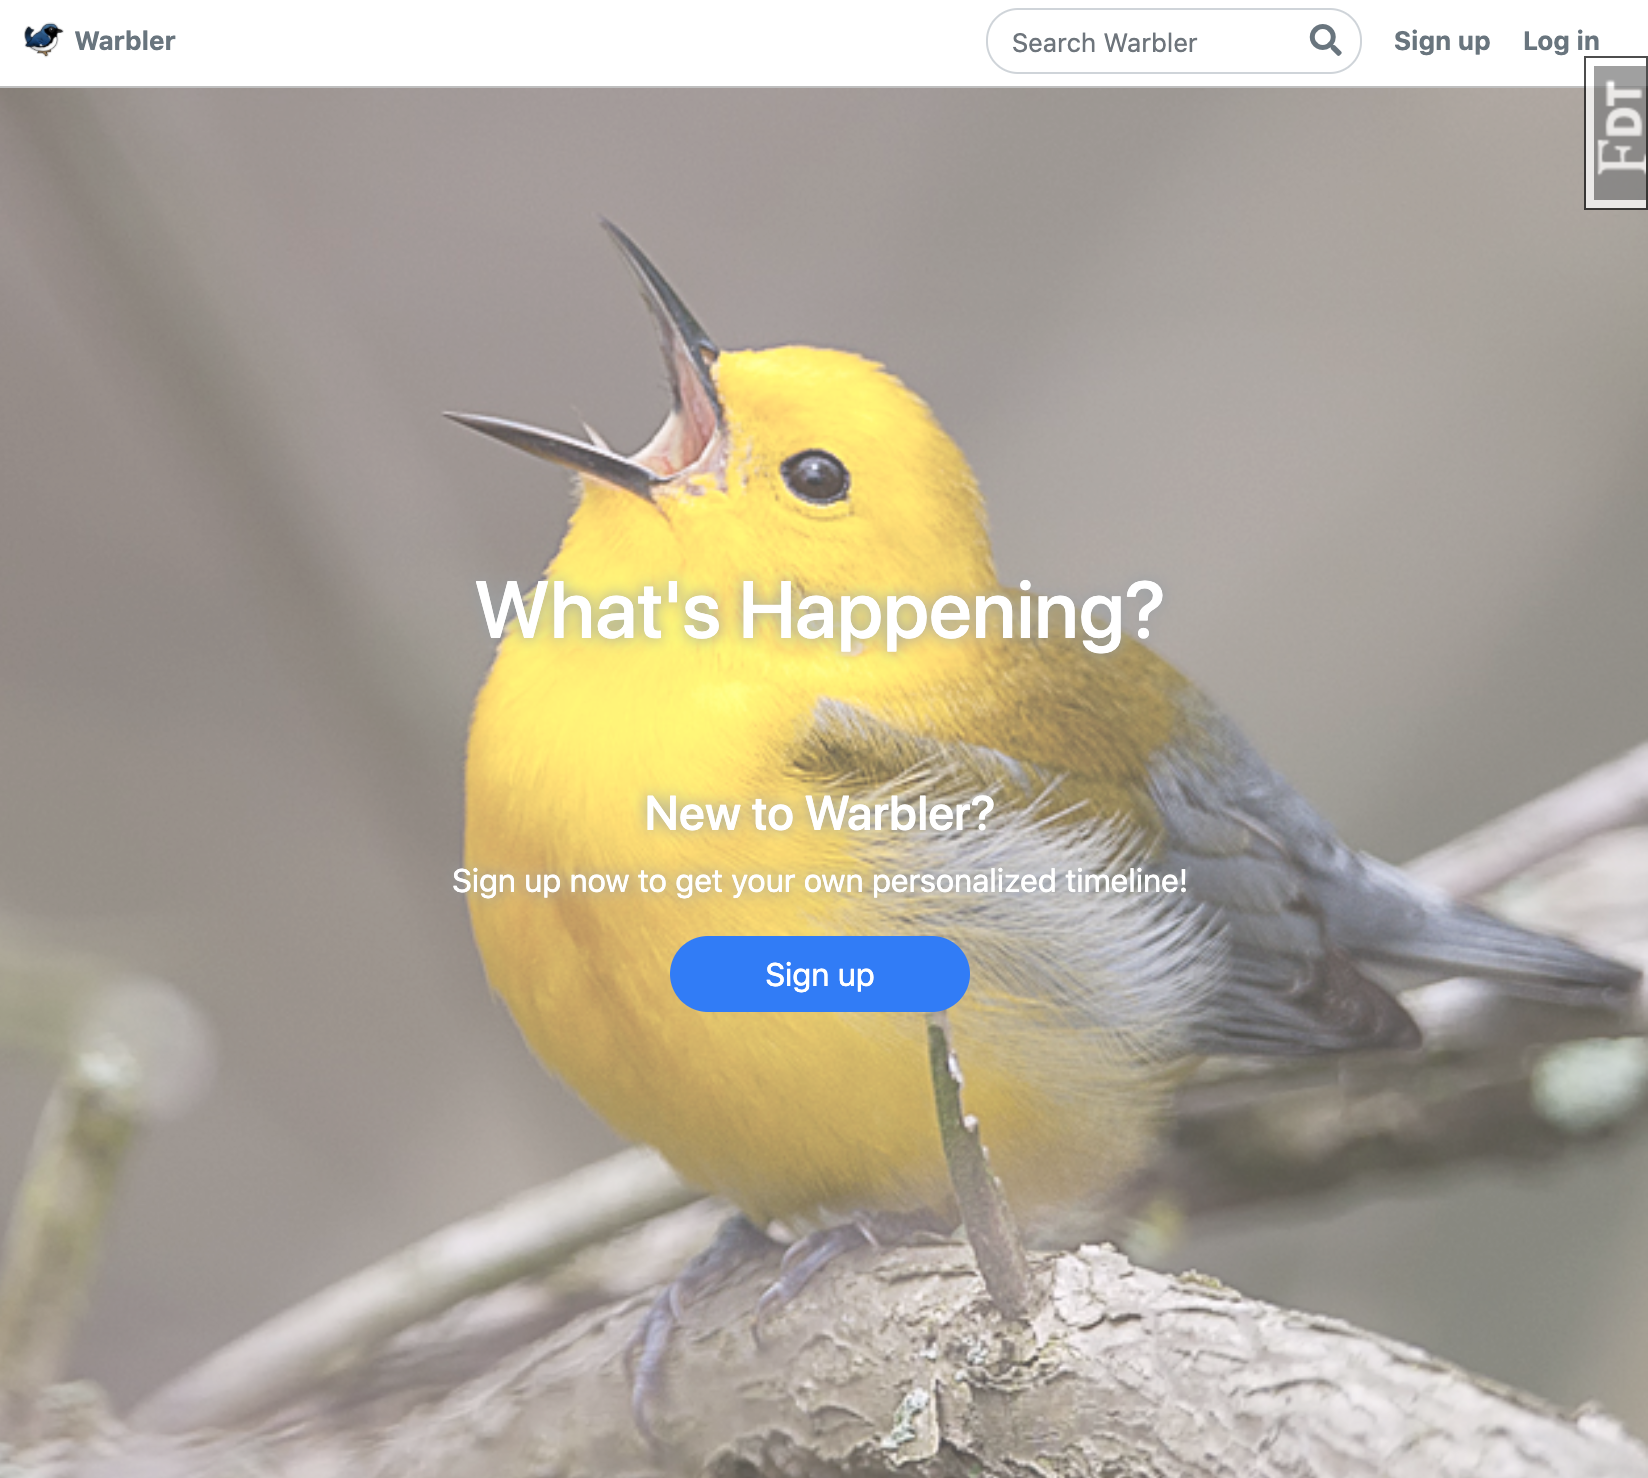 Warbler
Search Warbler
Sign up
Log in
FDT
What's Happening?
New to Warbler?
Sign up now to get your own personalized timeline!
Sign up